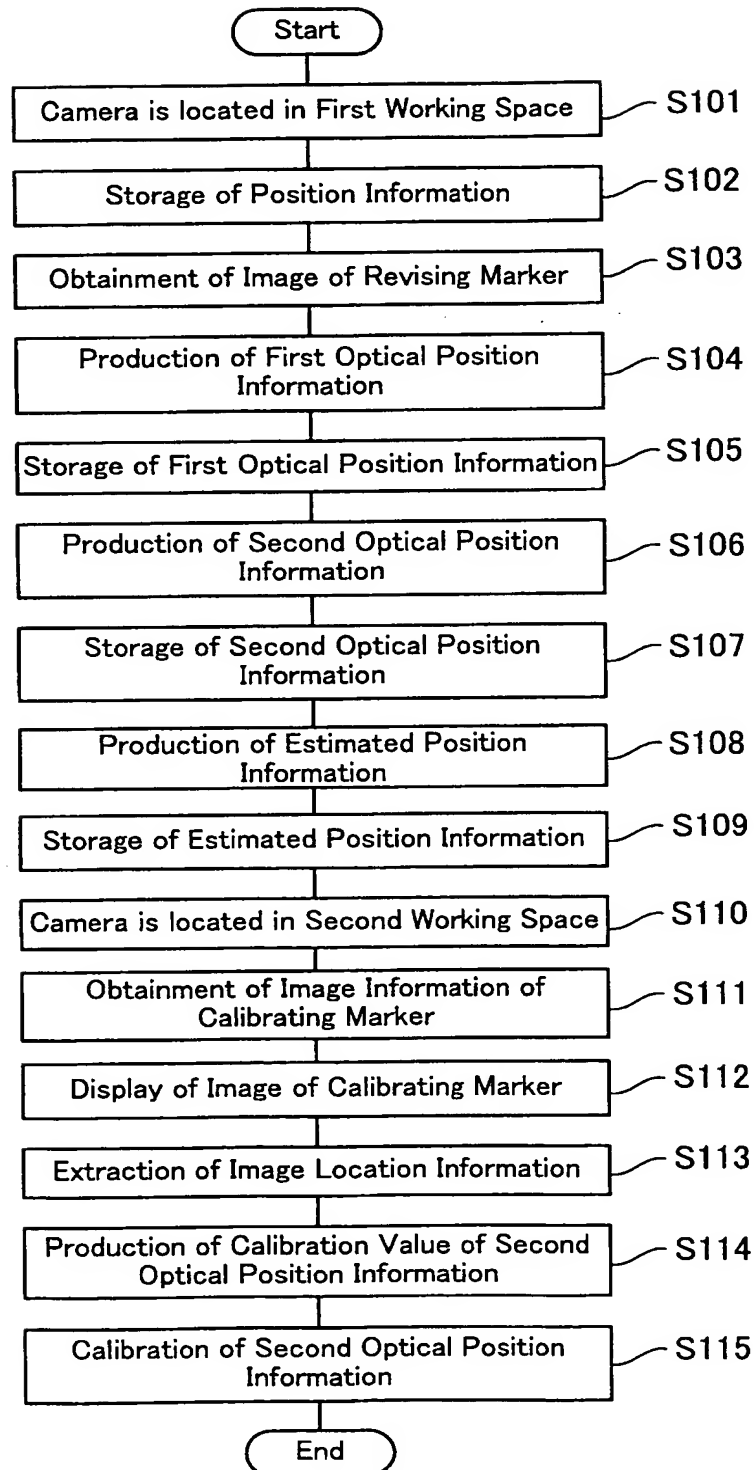 Start
Camera is located in First Working Space
S101
Storage of Position Information
S102
Obtainment of Image of Revising Marker
S103
Production of First Optical Position
Information
S104
Storage of First Optical Position Information
S105
Production of Second Optical Position
Information
S106
Storage of Second Optical Position
Information
S107
Production of Estimated Position
Information
S108
Storage of Estimated Position Information
S109
Camera is located in Second Working Space
S110
Obtainment of Image Information of
Calibrating Marker
S111
Display of Image of Calibrating Marker
S112
Extraction of Image Location Information
S113
Production of Calibration Value of Second
Optical Position Information
S114
Calibration of Second Optical Position
Information
S115
End